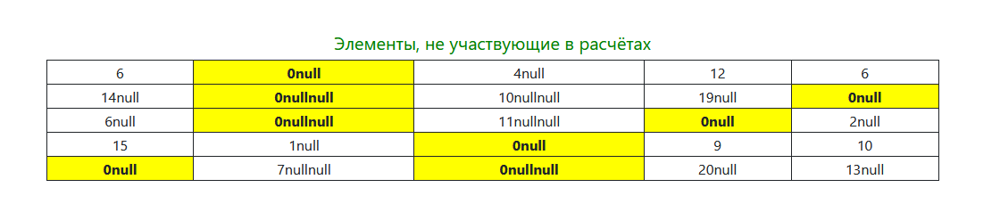 Элементы, не участвующие в расчётах
6 0null 4null 12 6
14null 0nullnull 10nullnull 19null 0null
6null 0nullnull 11nullnull 0null 2null
15 1null 0null 9 10
0null 7nullnull 0nullnull 20null 13null